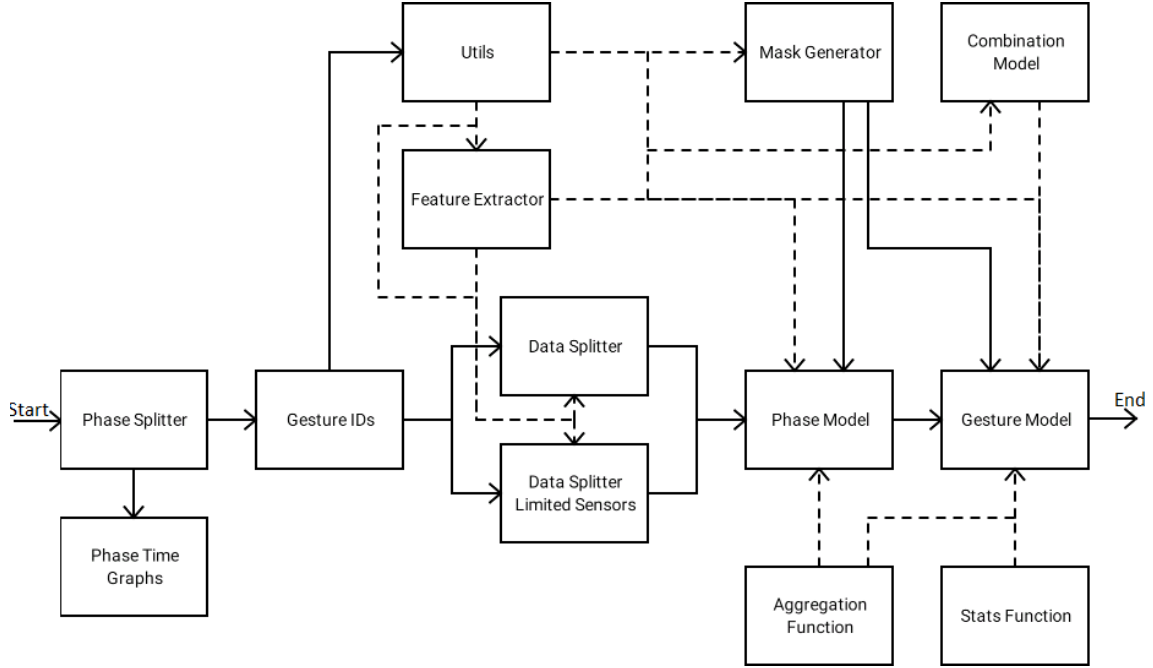 Utils
Mask Generator
Combination
Model
Feature Extractor
Data Splitter
Start
Phase Splitter
Gesture IDs
Phase Model
Gesture Model
End
Data Splitter
Limited Sensors
Phase Time
Graphs
Aggregation
Function
Stats Function